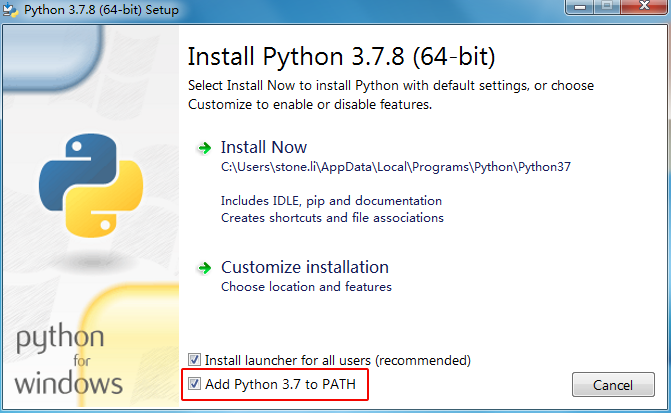 Python 3.7.8 (64-bit) Setup
Install Python 3.7.8 (64-bit)
Select Install Now to install Python with default settings, or choose
Customize to enable or disable features.
Install Now
C:\Users\stone.li\AppData\Local\Programs\Python\Python37
Includes IDLE, pip and documentation
Creates shortcuts and file associations
Customize installation
Choose location and features
python
for
windows
Install launcher for all users (recommended)
Add Python 3.7 to PATH
Cancel